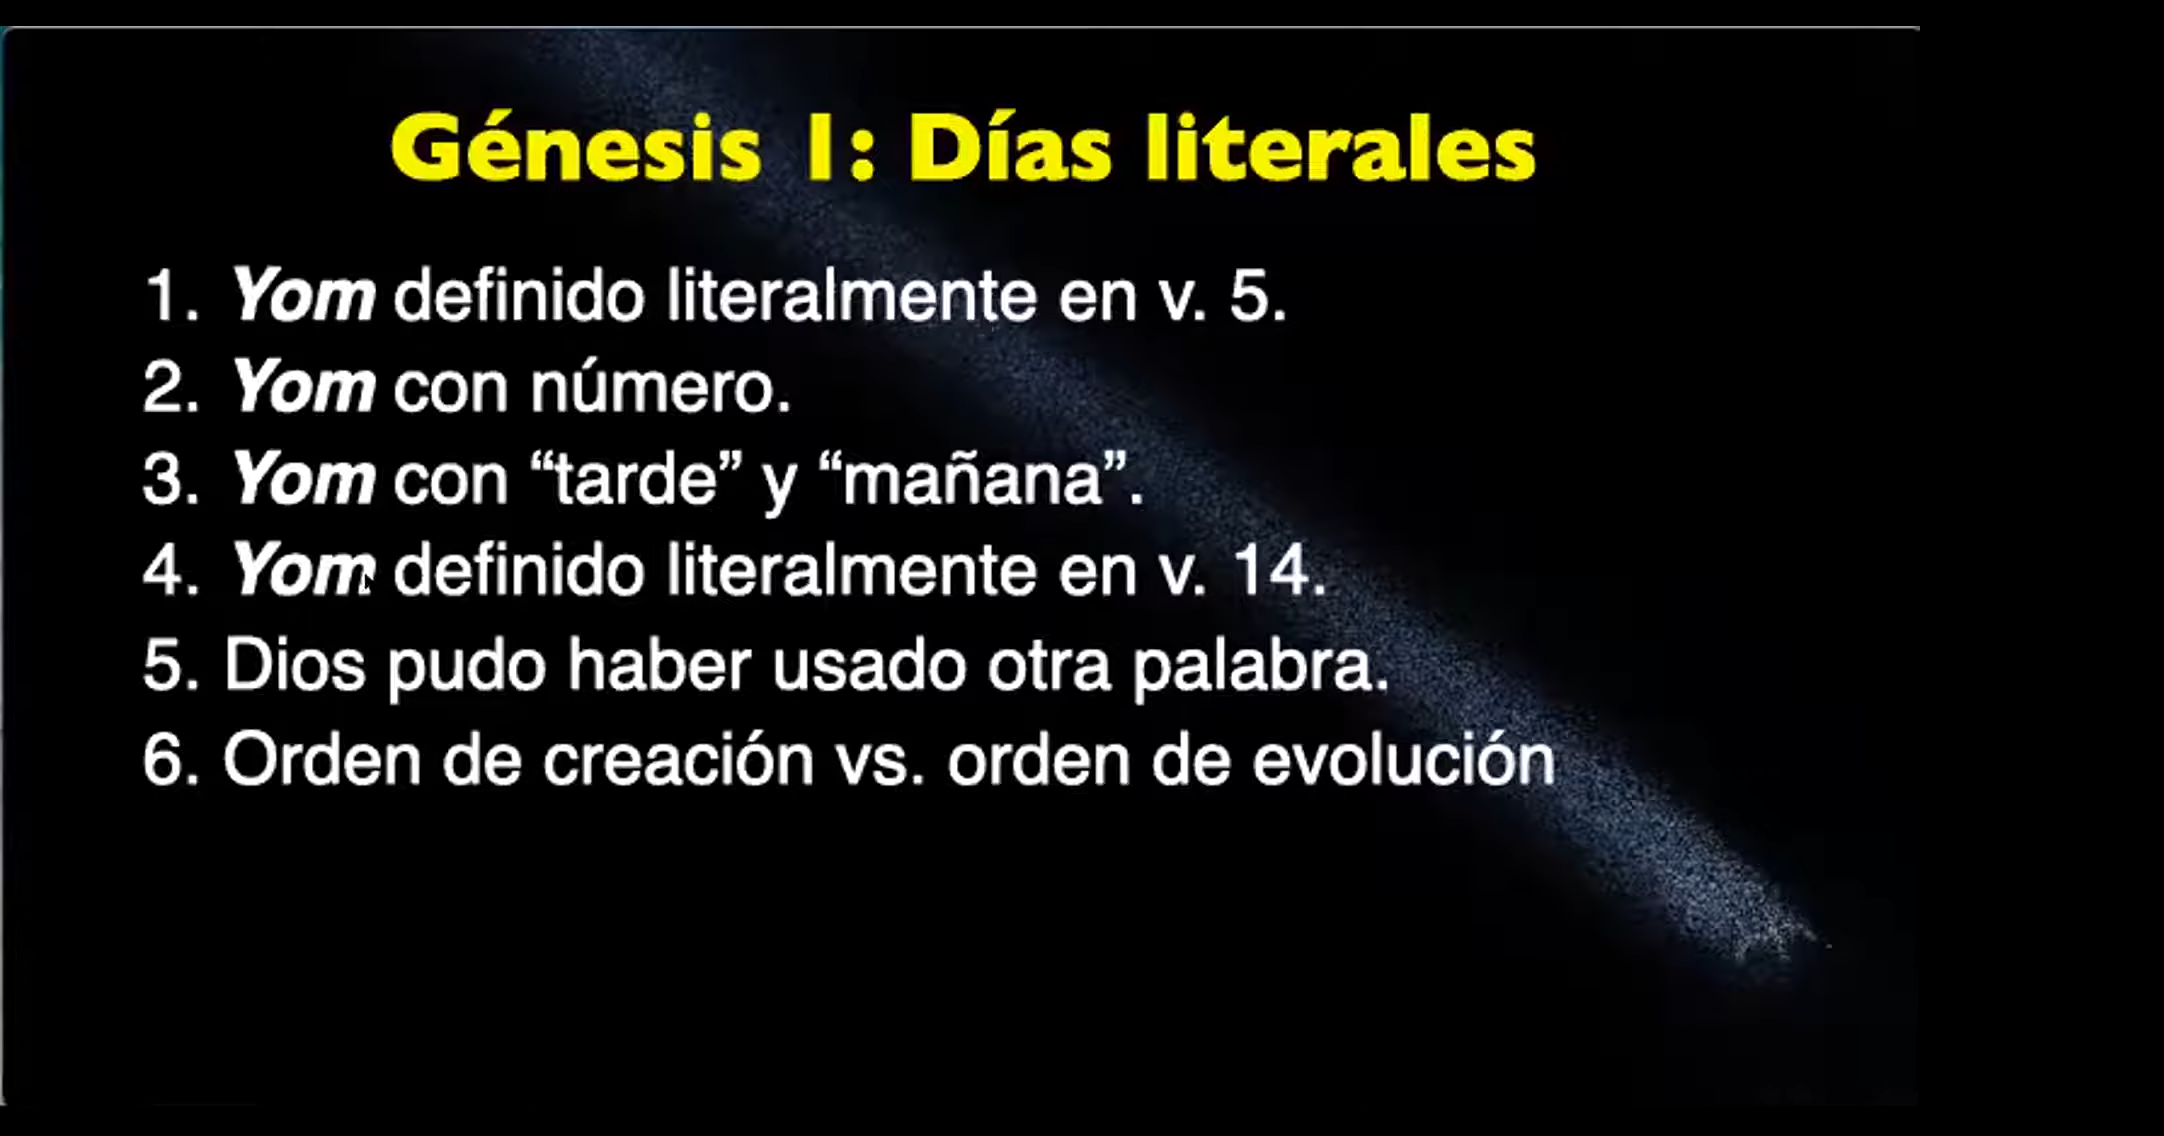 Génesis 1: Días literales
1. Yom definido literalmente en v. 5.
2. Yom con número.
3. Yom con “tarde” y “mañana”.
4. Yom definido literalmente en v. 14.
5. Dios pudo haber usado otra palabra.
6. Orden de creación vs. orden de evolución